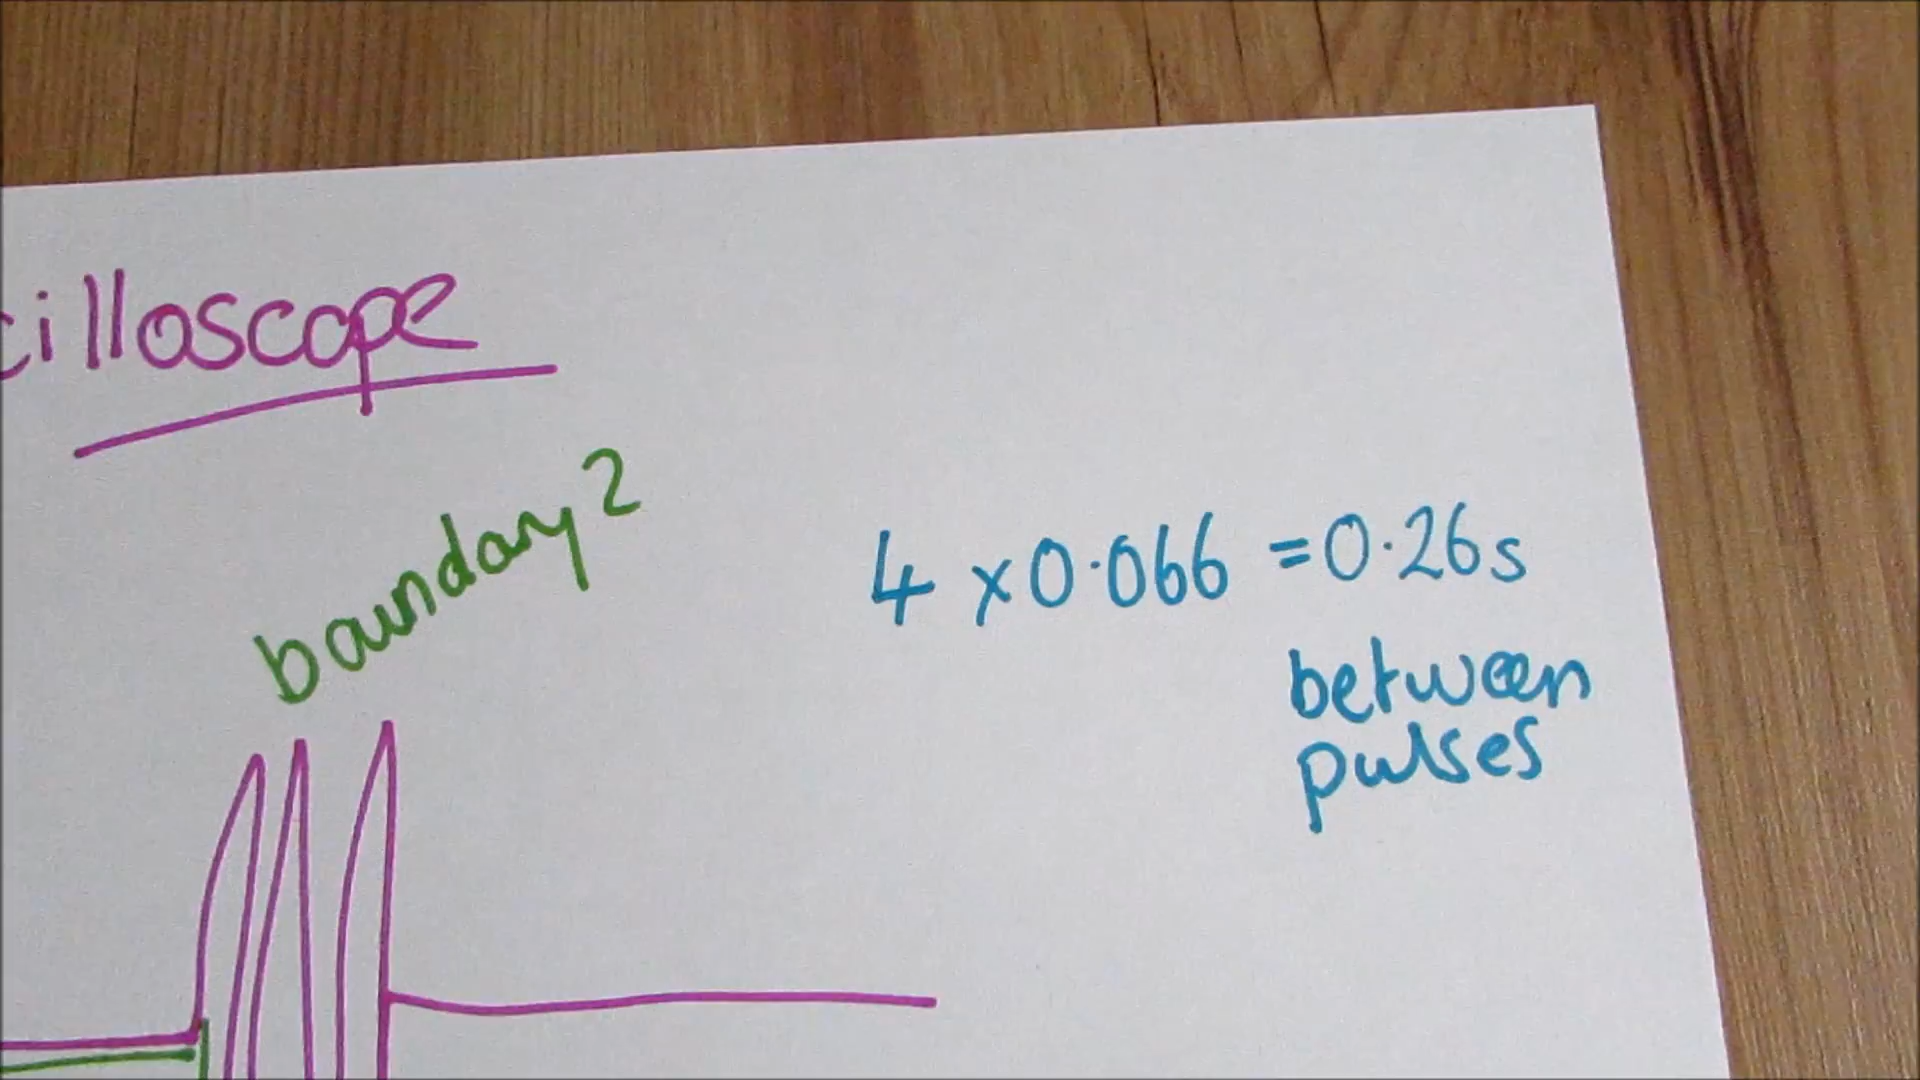 cilloscope
boundary 2
4 × 0.066 = 0.26s
between
pulses